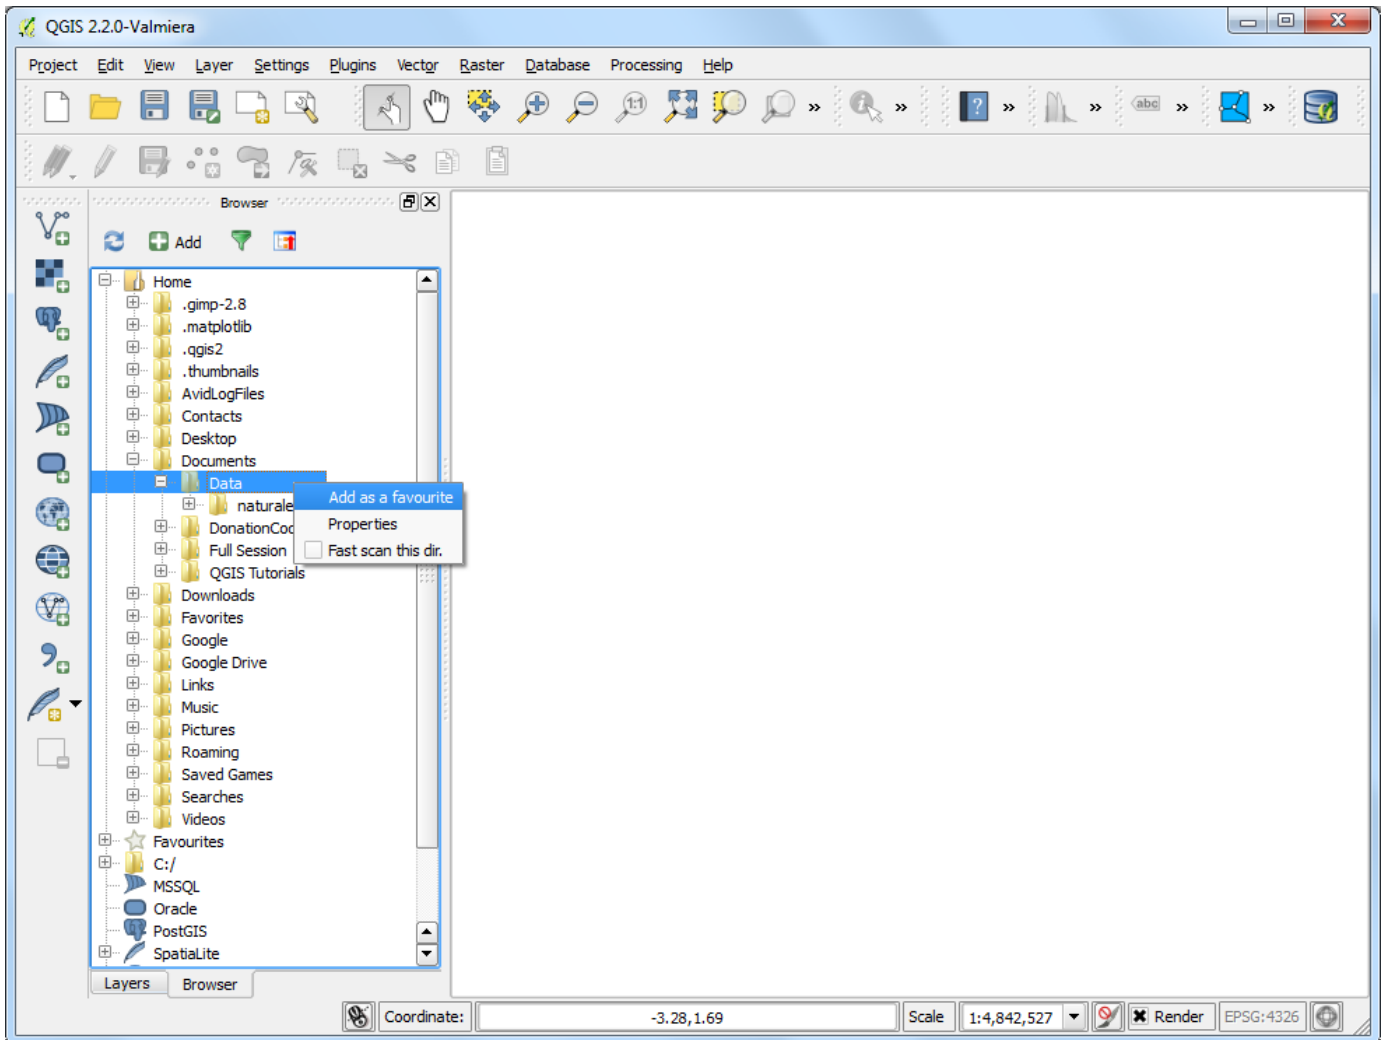 QGIS 2.2.0-Valmiera
Project Edit View Layer Settings Plugins Vector Raster Database Processing Help
1:1 » » ? » » abc » »
Browser
Add
Home
.gimp-2.8
.matplotlib
.qgis2
.thumbnails
AvidLogFiles
Contacts
Desktop
Documents
Data
Add as a favourite
naturale
Properties
DonationCoo
Full Session
Fast scan this dir.
QGIS Tutorials
Downloads
Favorites
Google
Google Drive
Links
Music
Pictures
Roaming
Saved Games
Searches
Videos
Favourites
C:/
MSSQL
Oracle
PostGIS
SpatiaLite
Layers Browser
Coordinate: -3.28,1.69 Scale 1:4,842,527 Render EPSG:4326